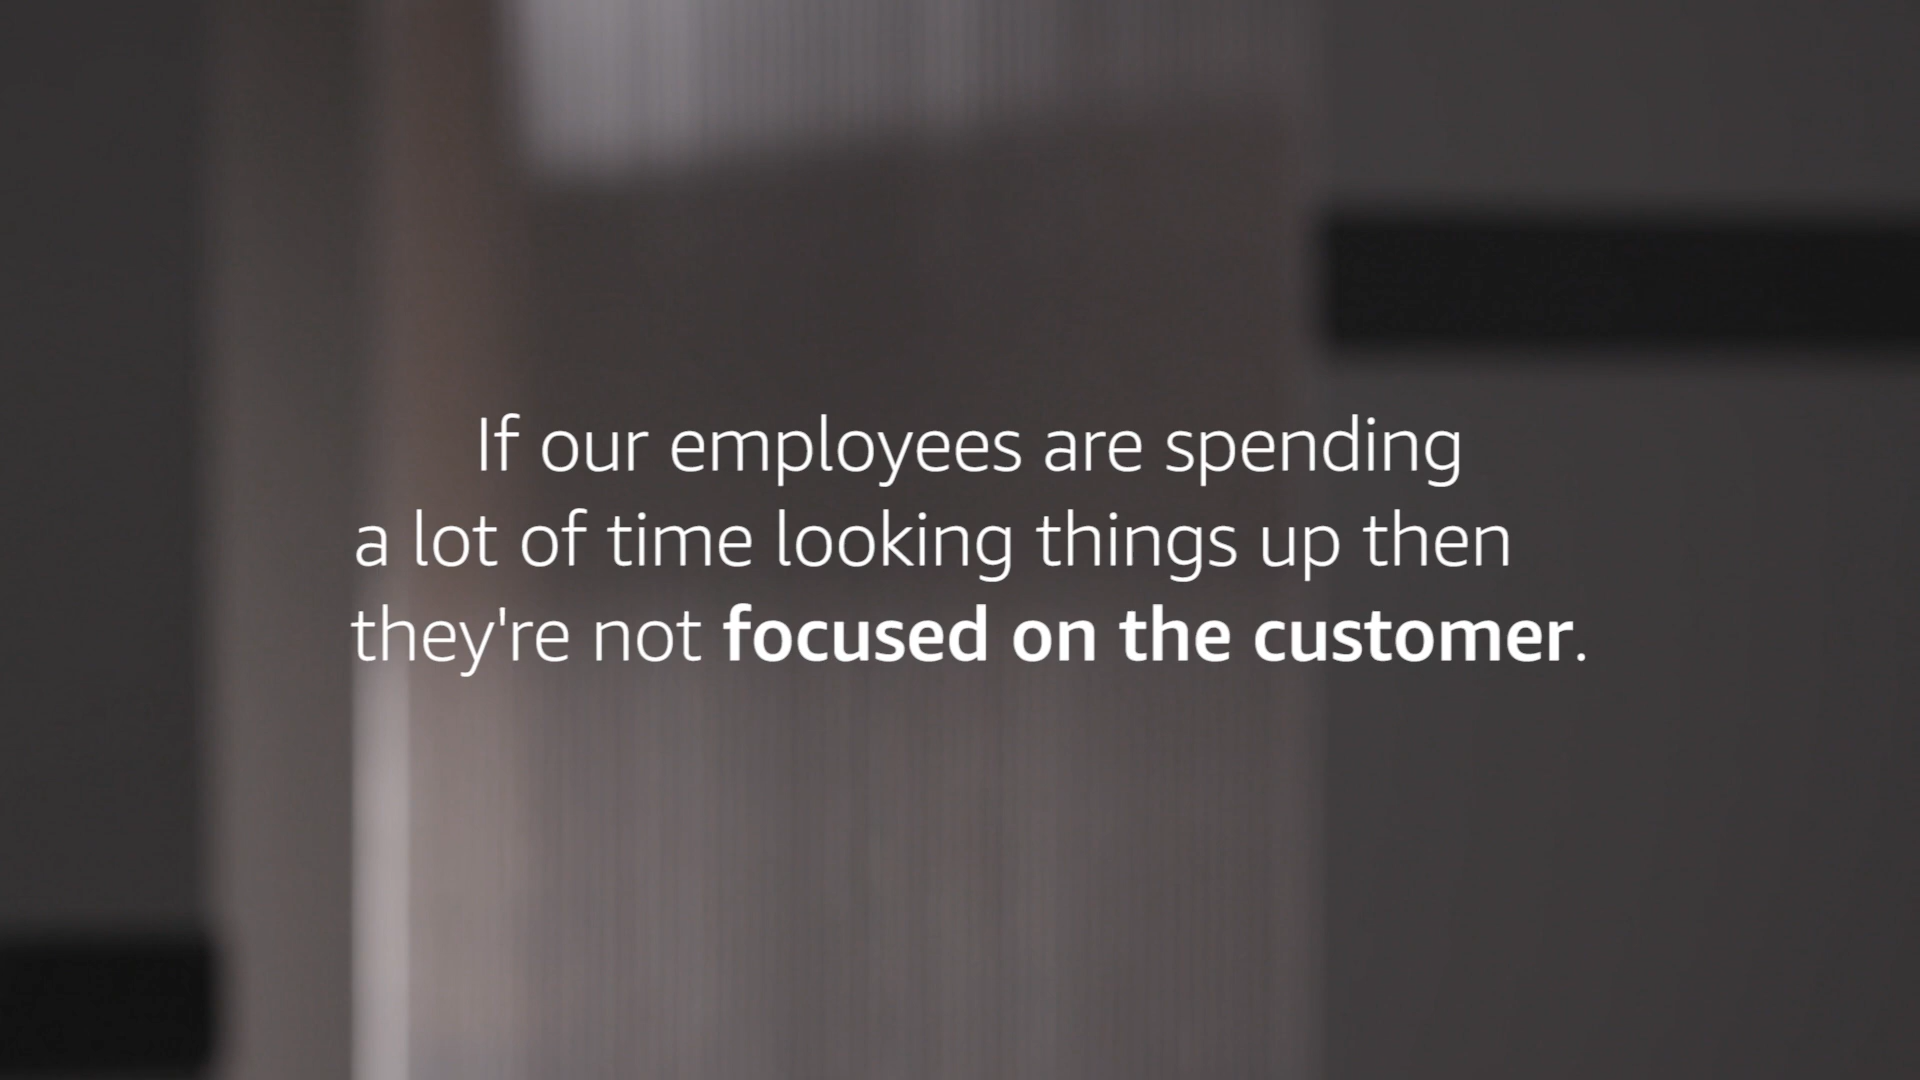 If our employees are spending
a lot of time looking things up then
they're not focused on the customer.